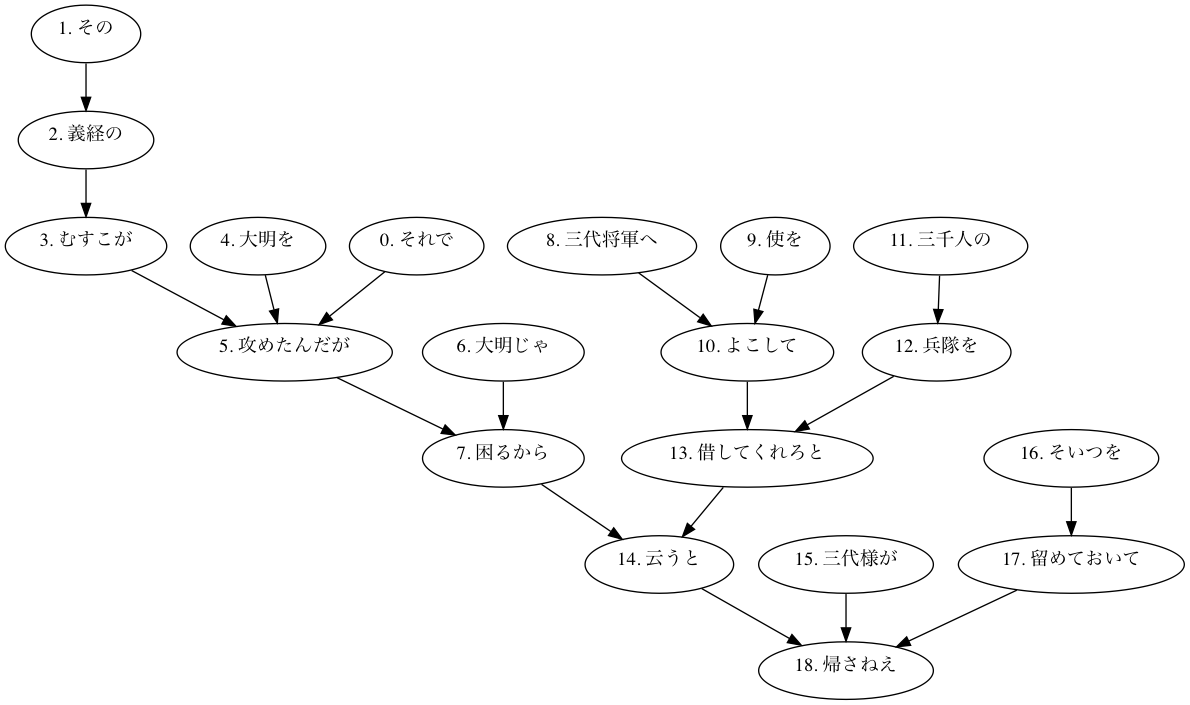 1. その
2. 義経の
3. むすこが
4. 大明を
0. それで
8. 三代将軍へ
9. 使を
11. 三千人の
5. 攻めたんだが
6. 大明じゃ
10. よこして
12. 兵隊を
7. 困るから
13. 借してくれろと
16. そいつを
14. 云うと
15. 三代様が
17. 留めておいて
18. 帰さねえ